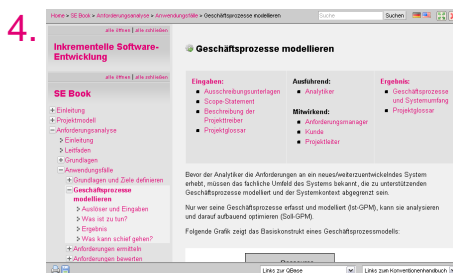 4.
Home > SE Book > Anforderungsanalyse > Anwendungsfälle > Geschäftsprozesse modellieren
Suche
Suchen
alle öffnen | alle schließen
Inkrementelle Software-
Entwicklung
alle öffnen | alle schließen
SE Book
Einleitung
Projektmodell
Anforderungsanalyse
Einleitung
Leitfaden
Grundlagen
Anwendungsfälle
Grundlagen und Ziele definieren
Geschäftsprozesse
modellieren
Auslöser und Eingaben
Was ist zu tun?
Ergebnis
Was kann schief gehen?
Anforderungen ermitteln
Anforderungen bewerten
Geschäftsprozesse modellieren
Eingaben:
Ausschreibungsunterlagen
Scope-Statement
Beschreibung der
Projekttreiber
Projektglossar
Ausführend:
Analytiker
Mitwirkend:
Anforderungsmanager
Kunde
Projektleiter
Ergebnis:
Geschäftsprozesse
und Systemumfang
Projektglossar
Bevor der Analytiker die Anforderungen an ein neues/weiterzuentwickelndes System
erhebt, müssen das fachliche Umfeld des Systems bekannt, die zu unterstützenden
Geschäftsprozesse modelliert und der Systemkontext abgegrenzt sein.
Nur wer seine Prozesse erfasst und modelliert (Ist-GPM), kann sie analysieren
und darauf aufbauend optimieren (Soll-GPM).
Folgende Grafik zeigt das Basiskonstrukt eines Geschäftsprozessmodells:
Ressource
Links zur QBase
Links zum Konventionenhandbuch